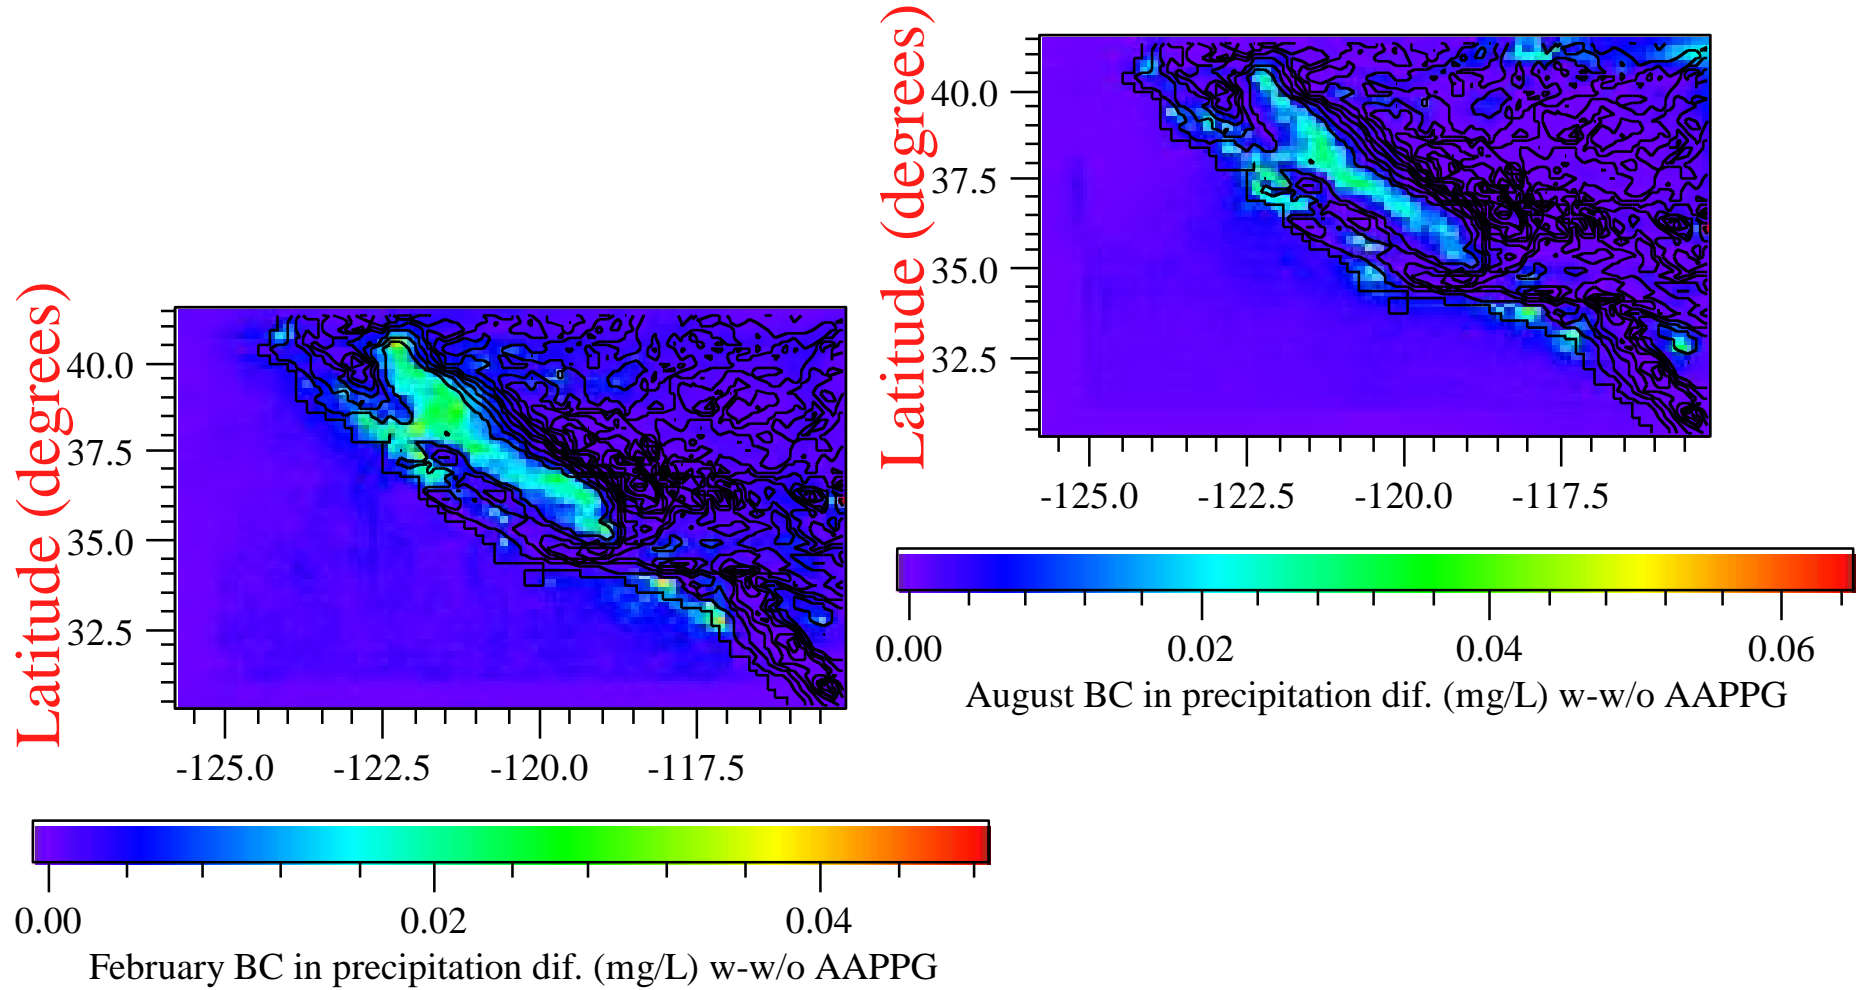 Latitude (degrees)
40.0
37.5
35.0
32.5
-125.0 -122.5 -120.0 -117.5
0.00 0.02 0.04
February BC in precipitation dif. (mg/L) w-w/o AAPPG
Latitude (degrees)
40.0
37.5
35.0
32.5
-125.0 -122.5 -120.0 -117.5
0.00 0.02 0.04 0.06
August BC in precipitation dif. (mg/L) w-w/o AAPPG